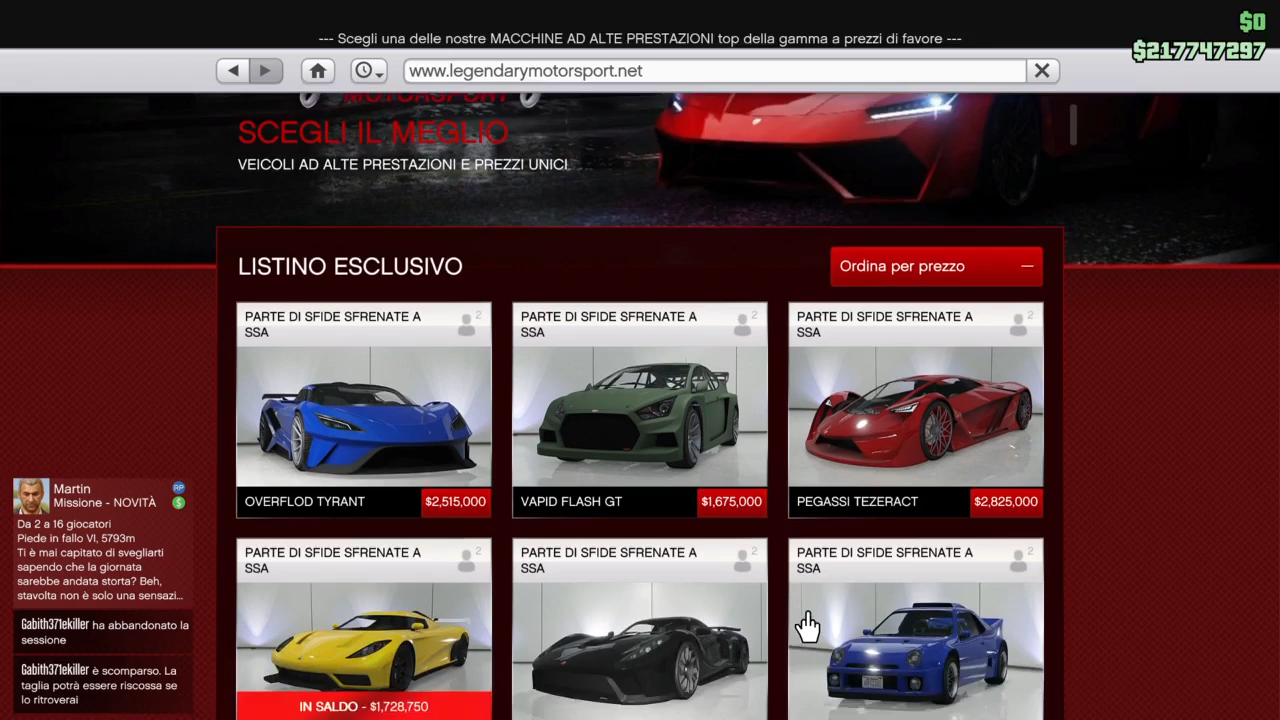 $0
--- Scegli una delle nostre MACCHINE AD ALTE PRESTAZIONI top della gamma a prezzi di favore ---
$217747297
www.legendarymotorsport.net
MOTORSPORT
SCEGLI IL MEGLIO
VEICOLI AD ALTE PRESTAZIONI E PREZZI UNICI
LISTINO ESCLUSIVO
Ordina per prezzo
PARTE DI SFIDE SFRENATE A
SSA
2
OVERFLOD TYRANT
$2,515,000
PARTE DI SFIDE SFRENATE A
SSA
2
VAPID FLASH GT
$1,675,000
PARTE DI SFIDE SFRENATE A
SSA
2
PEGASSI TEZERACT
$2,825,000
PARTE DI SFIDE SFRENATE A
SSA
2
IN SALDO - $1,728,750
PARTE DI SFIDE SFRENATE A
SSA
2
PARTE DI SFIDE SFRENATE A
SSA
2
Martin
Missione - NOVITÀ
RP
$
Da 2 a 16 giocatori
Piede in fallo VI, 5793m
Ti è mai capitato di svegliarti
sapendo che la giornata
sarebbe andata storta? Beh,
stavolta non è solo una sensazi...
Gabith371ekiller ha abbandonato la
sessione
Gabith371ekiller è scomparso. La
taglia potrà essere riscossa se
lo ritroverai